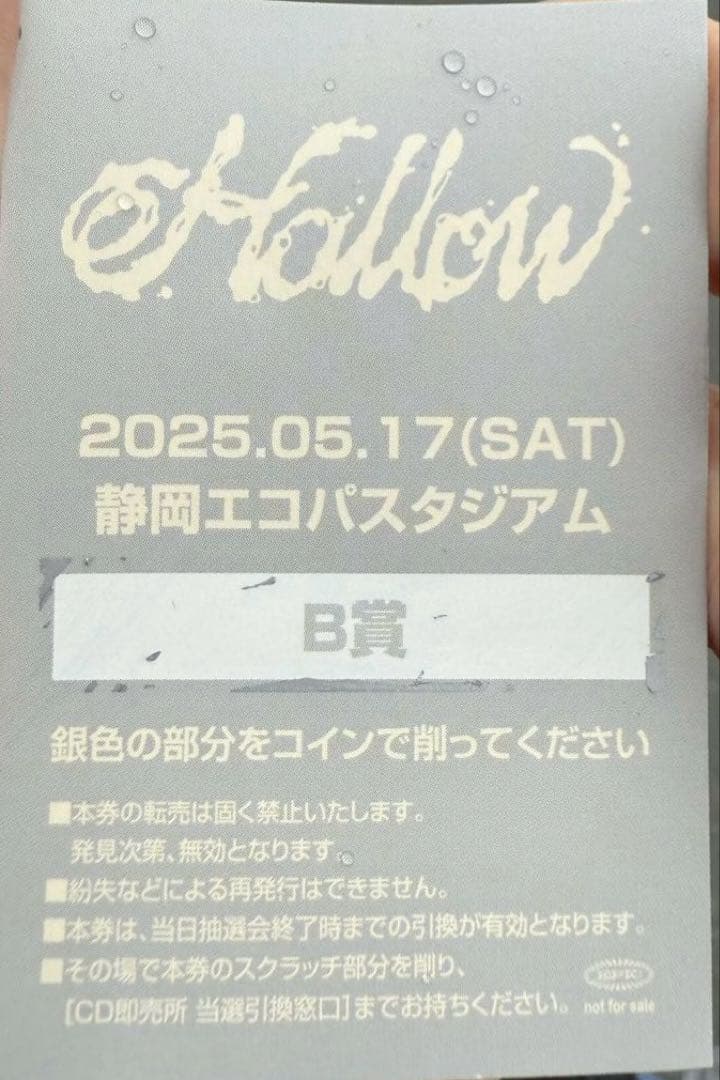 Hollow
2025.05.17(SAT)
静岡エコパスタジアム
B賞
銀色の部分をコインで削ってください
■本券の転売は固く禁止いたします。
発見次第、無効となります。
■紛失などによる再発行はできません。
■本券は、当日抽選会終了時までの引換が有効となります。
■その場で本券のスクラッチ部分を削り、
[CD即売所 当選引換窓口]までお持ちください。
not for sale